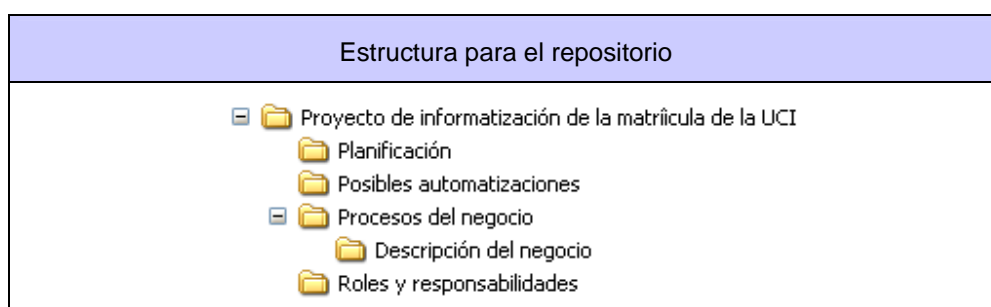 Estructura para el repositorio
Proyecto de informatización de la matrîicula de la UCI
Planificación
Posibles automatizaciones
Procesos del negocio
Descripción del negocio
Roles y responsabilidades